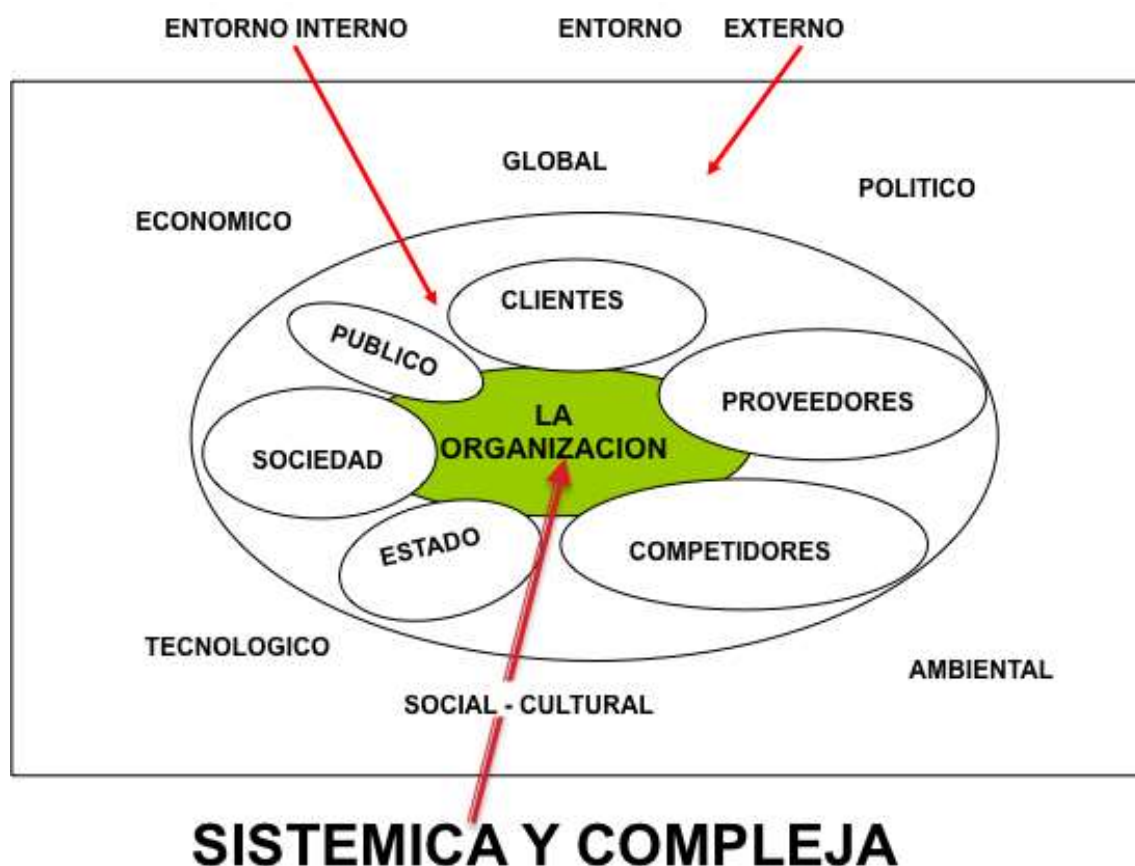 ENTORNO INTERNO
ENTORNO EXTERNO
GLOBAL
POLITICO
ECONOMICO
CLIENTES
PUBLICO
PROVEEDORES
LA
ORGANIZACION
SOCIEDAD
ESTADO
COMPETIDORES
TECNOLOGICO
AMBIENTAL
SOCIAL - CULTURAL
SISTEMICA Y COMPLEJA